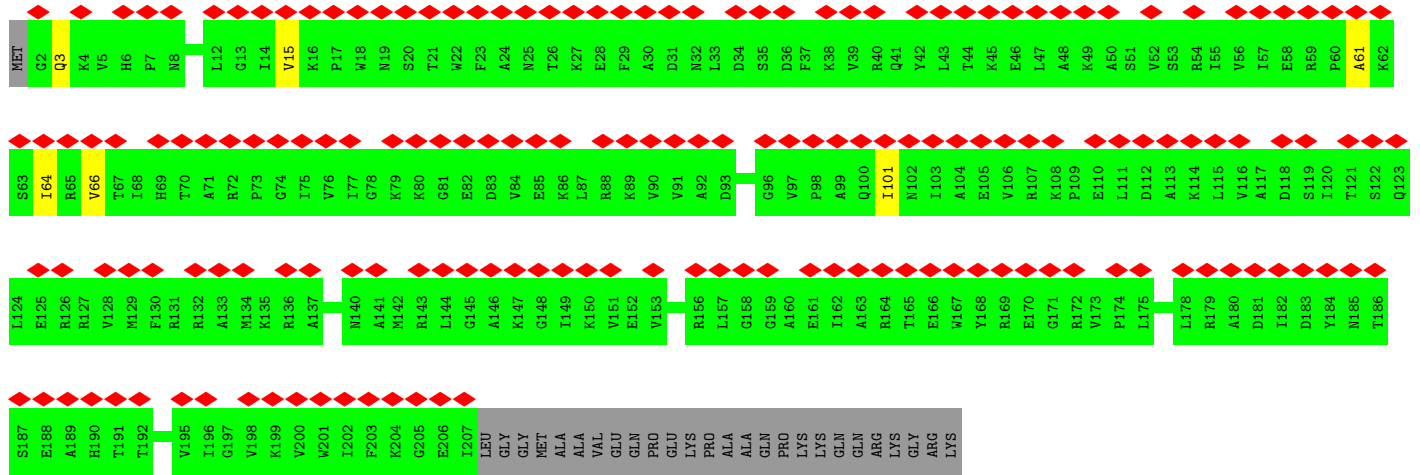 MET G2 Q3 K4 V5 H6 P7 N8 L12 G13 I14 V15 K16 P17 W18 N19 S20 T21 W22 F23 A24 N25 T26 K27 E28 F29 A30 D31 N32 L33 D34 S35 D36 F37 K38 V39 R40 Q41 Y42 L43 T44 K45 E46 L47 A48 K49 A50 S51 V52 S53 R54 I55 V56 I57 E58 R59 P60 A61 K62
S63 I64 R65 V66 T67 I68 H69 T70 A71 R72 P73 G74 I75 V76 I77 G78 K79 K80 G81 E82 D83 V84 E85 K86 L87 R88 K89 V90 V91 A92 D93 G96 V97 P98 A99 Q100 I101 N102 I103 A104 E105 V106 R107 K108 P109 E110 L111 D112 A113 K114 L115 V116 A117 D118 S119 I120 T121 S122 Q123
L124 E125 R126 R127 V128 M129 F130 R131 R132 A133 M134 K135 R136 A137 N140 A141 M142 R143 L144 G145 A146 K147 G148 I149 K150 V151 E152 V153 R156 L157 G158 G159 A160 E161 I162 A163 R164 T165 E166 W167 Y168 R169 E170 G171 R172 V173 P174 L175 L178 R179 A180 D181 I182 D183 Y184 N185 T186
S187 E188 A189 H190 T191 T192 V195 I196 G197 V198 K199 V200 W201 I202 F203 K204 G205 E206 I207 LEU GLY GLY MET ALA ALA VAL GLU GLN PRO GLU LYS PRO ALA ALA GLN PRO LYS LYS GLN GLN ARG LYS GLY ARG LYS